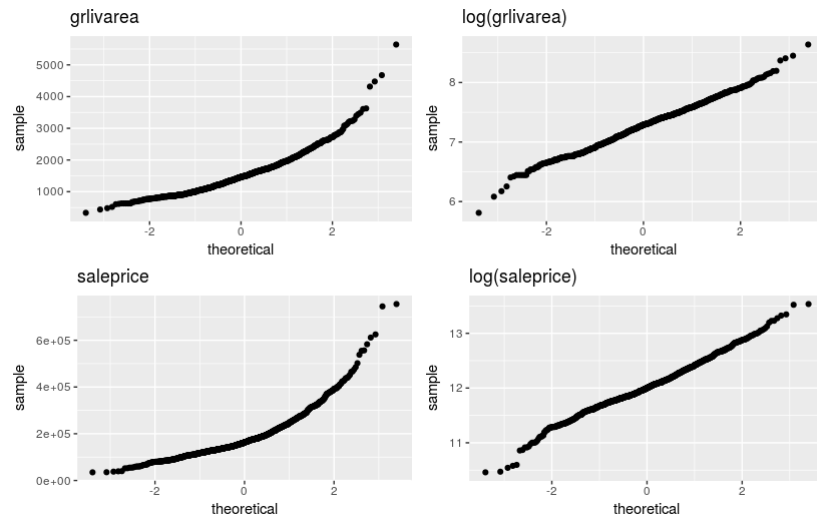 grlivarea
5000
4000
3000
2000
1000
sample
-2 0 2
theoretical
log(grlivarea)
8
7
6
sample
-2 0 2
theoretical
saleprice
6e+05
4e+05
2e+05
0e+00
sample
-2 0 2
theoretical
log(saleprice)
13
12
11
sample
-2 0 2
theoretical